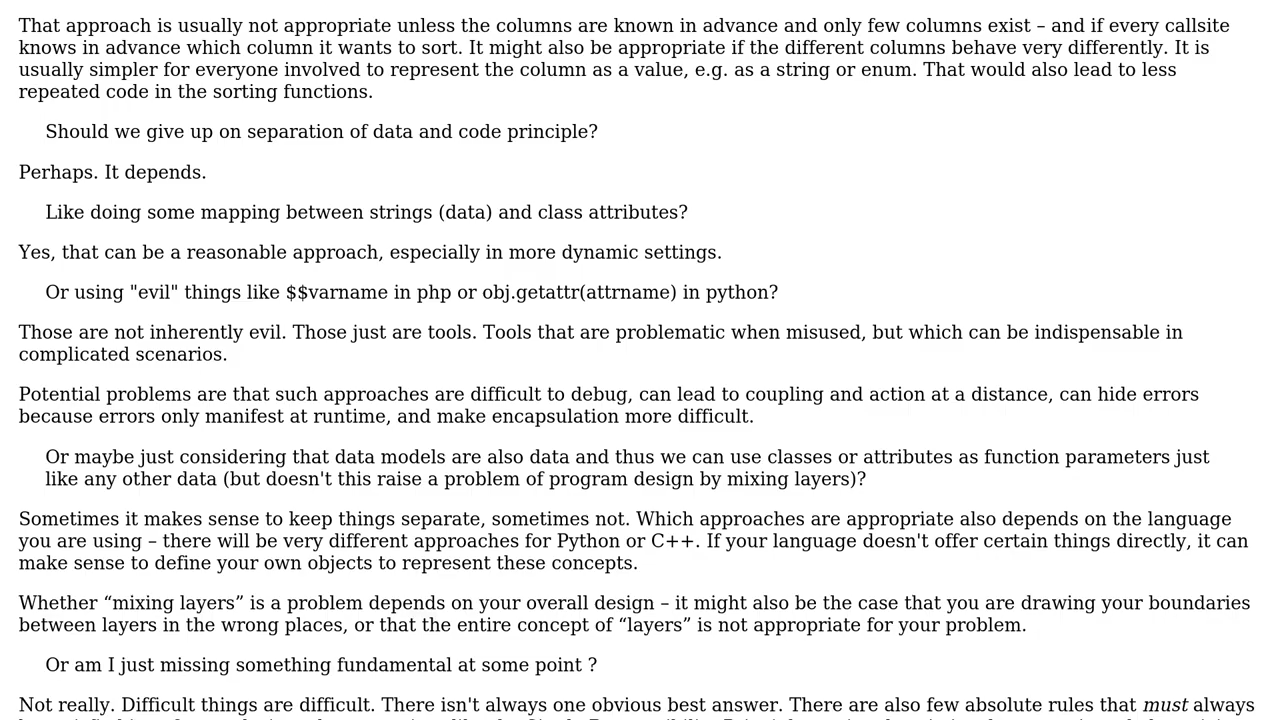 That approach is usually not appropriate unless the columns are known in advance and only few columns exist – and if every callsite
knows in advance which column it wants to sort. It might also be appropriate if the different columns behave very differently. It is
usually simpler for everyone involved to represent the column as a value, e.g. as a string or enum. That would also lead to less
repeated code in the sorting functions.
Should we give up on separation of data and code principle?
Perhaps. It depends.
Like doing some mapping between strings (data) and class attributes?
Yes, that can be a reasonable approach, especially in more dynamic settings.
Or using "evil" things like $$varname in php or obj.getattr(attrname) in python?
Those are not inherently evil. Those just are tools. Tools that are problematic when misused, but which can be indispensable in
complicated scenarios.
Potential problems are that such approaches are difficult to debug, can lead to coupling and action at a distance, can hide errors
because errors only manifest at runtime, and make encapsulation more difficult.
Or maybe just considering that data models are also data and thus we can use classes or attributes as function parameters just
like any other data (but doesn't this raise a problem of program design by mixing layers)?
Sometimes it makes sense to keep things separate, sometimes not. Which approaches are appropriate also depends on the language
you are using – there will be very different approaches for Python or C++. If your language doesn't offer certain things directly, it can
make sense to define your own objects to represent these concepts.
Whether “mixing layers” is a problem depends on your overall design – it might also be the case that you are drawing your boundaries
between layers in the wrong places, or that the entire concept of “layers” is not appropriate for your problem.
Or am I just missing something fundamental at some point ?
Not really. Difficult things are difficult. There isn't always one obvious best answer. There are also few absolute rules that must always